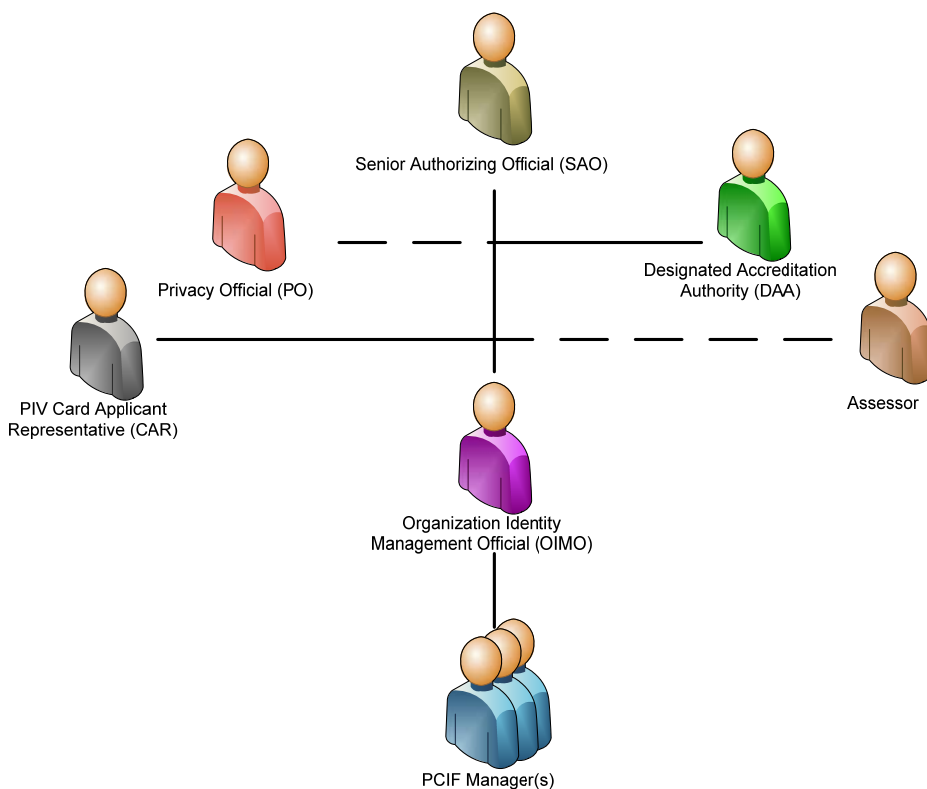 Senior Authorizing Official (SAO)
Privacy Official (PO)
Designated Accreditation
Authority (DAA)
PIV Card Applicant
Representative (CAR)
Assessor
Organization Identity
Management Official (OIMO)
PCIF Manager(s)